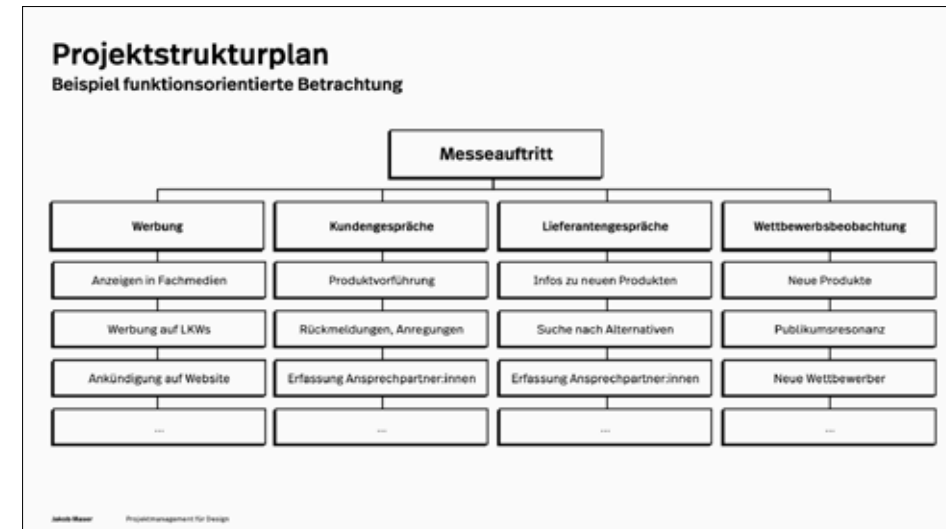 Projektstrukturplan
Beispiel funktionsorientierte Betrachtung
Messeauftritt
Werbung
Kundengespräche
Lieferantengespräche
Wettbewerbsbeobachtung
Anzeigen in Fachmedien
Produktvorführung
Infos zu neuen Produkten
Neue Produkte
Werbung auf LKWs
Rückmeldungen, Anregungen
Suche nach Alternativen
Publikumsresonanz
Ankündigung auf Website
Erfassung Ansprechpartner:innen
Erfassung Ansprechpartner:innen
Neue Wettbewerber
...
...
...
...
Jakob Maser
Projektmanagement für Design